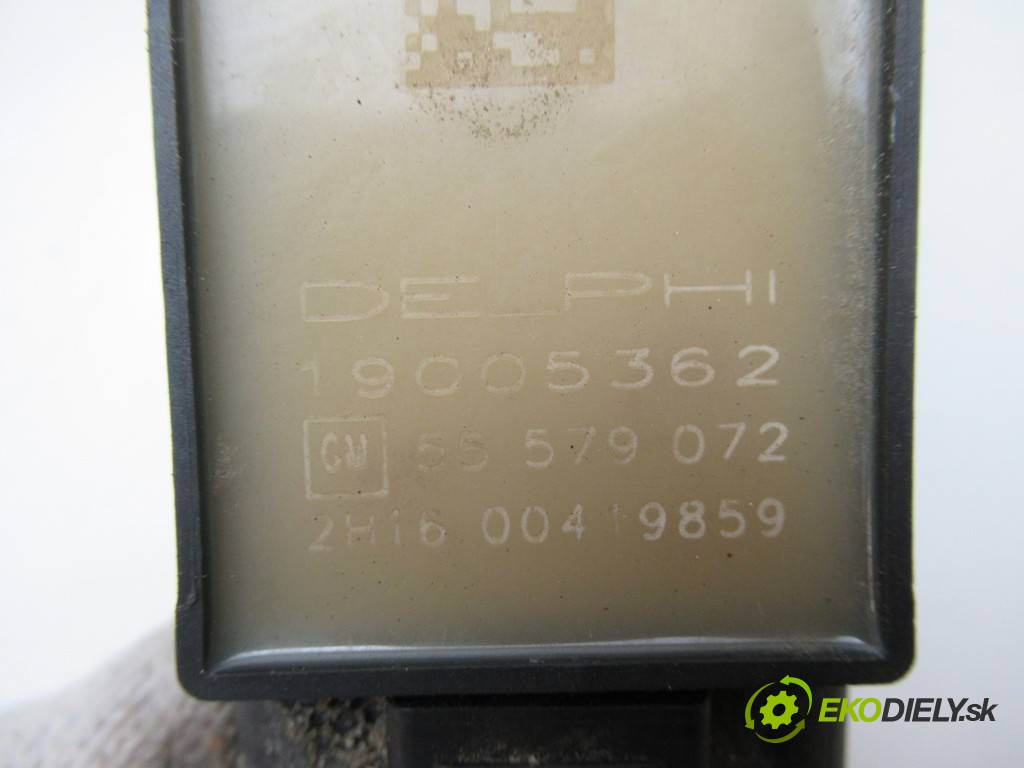 DELPHI
19005362
GM 55 579 072
2H16 00419859
EKODIELY.sk